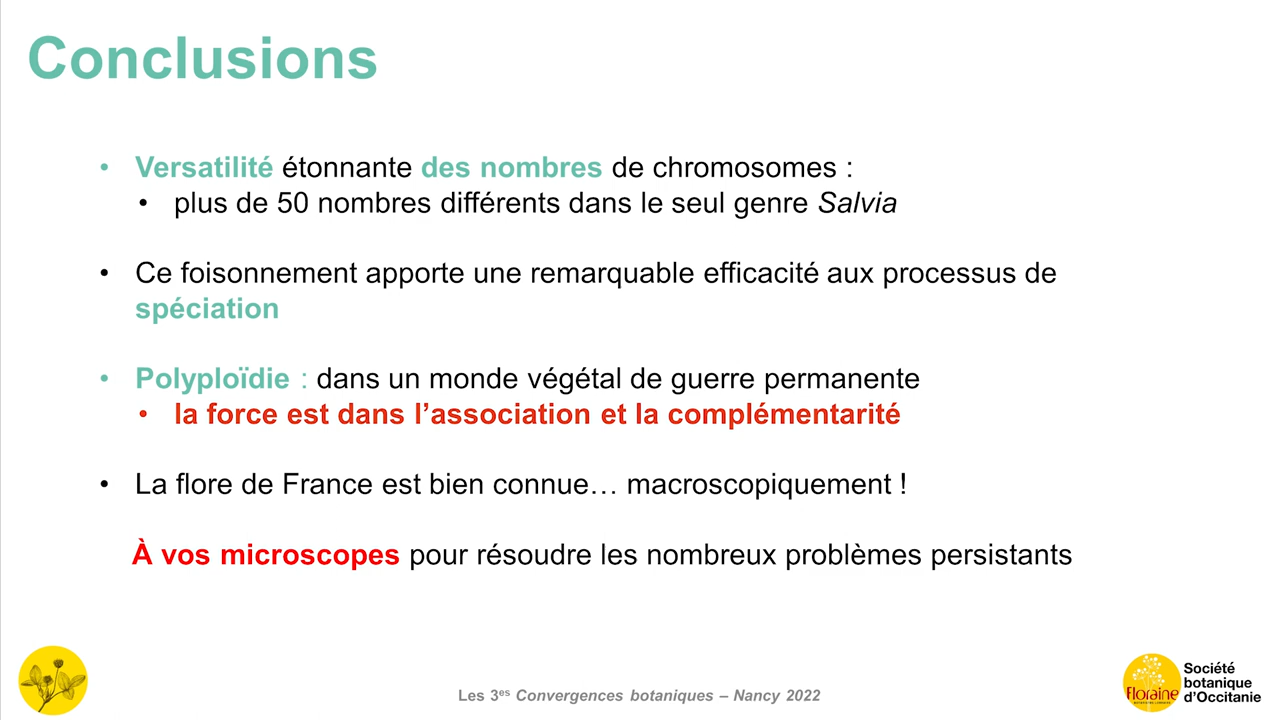 Conclusions
• Versatilité étonnante des nombres de chromosomes :
• plus de 50 nombres différents dans le seul genre Salvia
• Ce foisonnement apporte une remarquable efficacité aux processus de
spéciation
• Polyploïdie : dans un monde végétal de guerre permanente
• la force est dans l’association et la complémentarité
• La flore de France est bien connue… macroscopiquement !
À vos microscopes pour résoudre les nombreux problèmes persistants
Les 3es Convergences botaniques – Nancy 2022
Floraine
Société
botanique
d’Occitanie